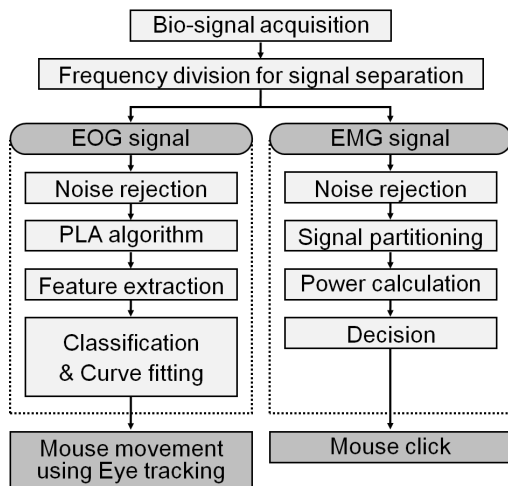 Bio-signal acquisition
Frequency division for signal separation
EOG signal
Noise rejection
PLA algorithm
Feature extraction
Classification
& Curve fitting
Mouse movement
using Eye tracking
EMG signal
Noise rejection
Signal partitioning
Power calculation
Decision
Mouse click